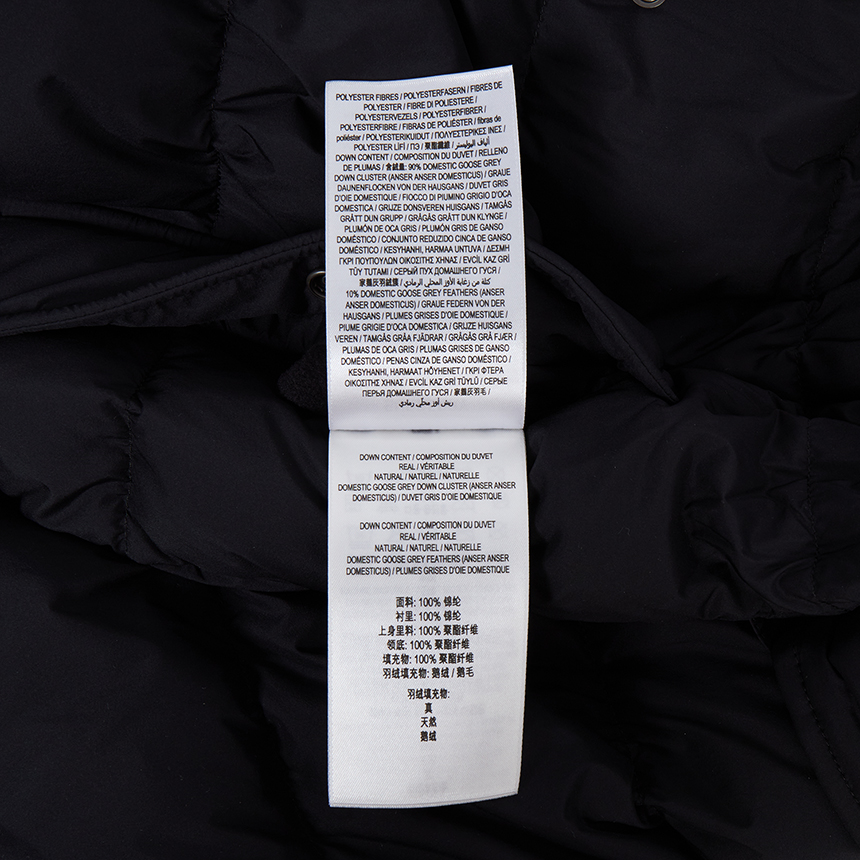 POLYESTER FIBRES / POLYESTERFASERN / FIBRES DE
POLYESTER / FIBRE DI POLIESTERE /
POLYESTERVEZELS / POLYESTERFIBRER /
POLYESTERFIBRE / FIBRAS DE POLIÉSTER / fibras de
poliéster / POLYESTERIKUIDUT / ΠΟΛΥΕΣΤΕΡΙΚΕΣ ΙΝΕΣ /
POLYESTER LİFİ / ПЭ / 聚酯纖維 / ألياف البوليستر
DOWN CONTENT / COMPOSITION DU DUVET / RELLENO
DE PLUMAS / 含絨量: 90% DOMESTIC GOOSE GREY
DOWN CLUSTER (ANSER ANSER DOMESTICUS) / GRAUE
DAUNENFLOCKEN VON DER HAUSGANS / DUVET GRIS
D'OIE DOMESTIQUE / FIOCCO DI PIUMINO GRIGIO D'OCA
DOMESTICA / GRIJZE DONSVEREN HUISGANS / TAMGÅS
GRÅTT DUN GRUPP / GRÅGÅS GRÅTT DUN KLYNGE /
PLUMÓN DE OCA GRIS / PLUMÓN GRIS DE GANSO
DOMÉSTICO / CONJUNTO REDUZIDO CINCA DE GANSO
DOMÉSTICO / KESYHANHI, HARMAA UNTUVA / ΔΕΣΜΗ
ΓΚΡΙ ΠΟΥΠΟΥΛΩΝ ΟΙΚΟΣΙΤΗΣ ΧΗΝΑΣ / EVCİL KAZ GRİ
TÜY TUTAMI / СЕРЫЙ ПУХ ДОМАШНЕГО ГУСЯ /
家鵝灰羽絨朵 / كتلة من زغابة الأوز المحلي الرمادي
10% DOMESTIC GOOSE GREY FEATHERS (ANSER
ANSER DOMESTICUS) / GRAUE FEDERN VON DER
HAUSGANS / PLUMES GRISES D'OIE DOMESTIQUE /
PIUME GRIGIE D'OCA DOMESTICA / GRIJZE HUISGANS
VEREN / TAMGÅS GRÅA FJÄDRAR / GRÅGÅS GRÅ FJÆR /
PLUMAS DE OCA GRIS / PLUMAS GRISES DE GANSO
DOMÉSTICO / PENAS CINZA DE GANSO DOMÉSTICO /
KESYHANHI, HARMAAT HÖYHENET / ΓΚΡΙ ΦΤΕΡΑ
ΟΙΚΟΣΙΤΗΣ ΧΗΝΑΣ / EVCİL KAZ GRİ TÜYLÜ / СЕРЫЕ
ПЕРЬЯ ДОМАШНЕГО ГУСЯ / 家鵝灰羽毛 /
ريش أوز محلّي رمادي
DOWN CONTENT / COMPOSITION DU DUVET
REAL / VÉRITABLE
NATURAL / NATUREL / NATURELLE
DOMESTIC GOOSE GREY DOWN CLUSTER (ANSER ANSER
DOMESTICUS) / DUVET GRIS D'OIE DOMESTIQUE
DOWN CONTENT / COMPOSITION DU DUVET
REAL / VÉRITABLE
NATURAL / NATUREL / NATURELLE
DOMESTIC GOOSE GREY FEATHERS (ANSER ANSER
DOMESTICUS) / PLUMES GRISES D'OIE DOMESTIQUE
面料: 100% 锦纶
衬里: 100% 锦纶
上身里料: 100% 聚酯纤维
领底: 100% 聚酯纤维
填充物: 100% 聚酯纤维
羽绒填充物: 鹅绒 / 鹅毛
羽绒填充物:
真
天然
鹅绒